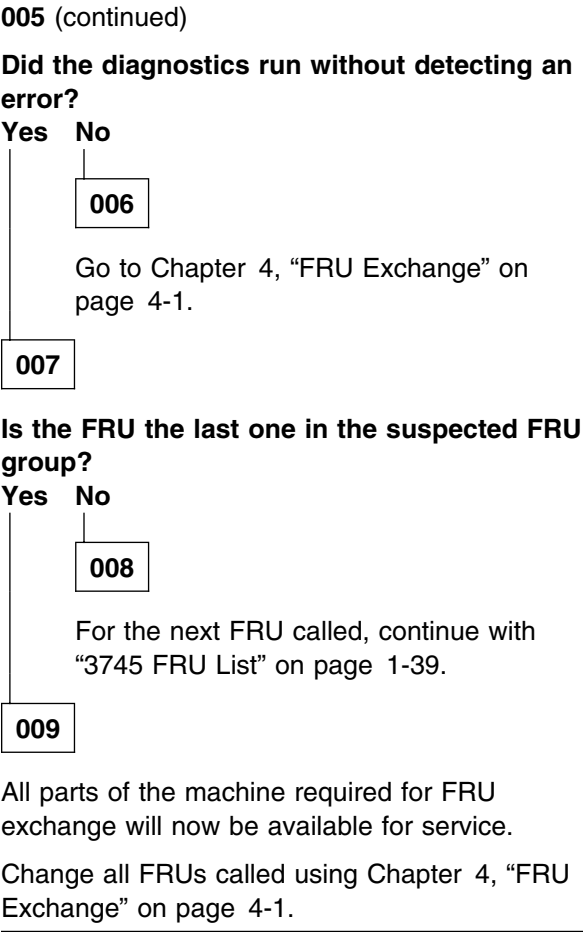 005 (continued)
Did the diagnostics run without detecting an
error?
Yes No
006
Go to Chapter 4, “FRU Exchange” on
page 4-1.
007
Is the FRU the last one in the suspected FRU
group?
Yes No
008
For the next FRU called, continue with
“3745 FRU List” on page 1-39.
009
All parts of the machine required for FRU
exchange will now be available for service.
Change all FRUs called using Chapter 4, “FRU
Exchange” on page 4-1.